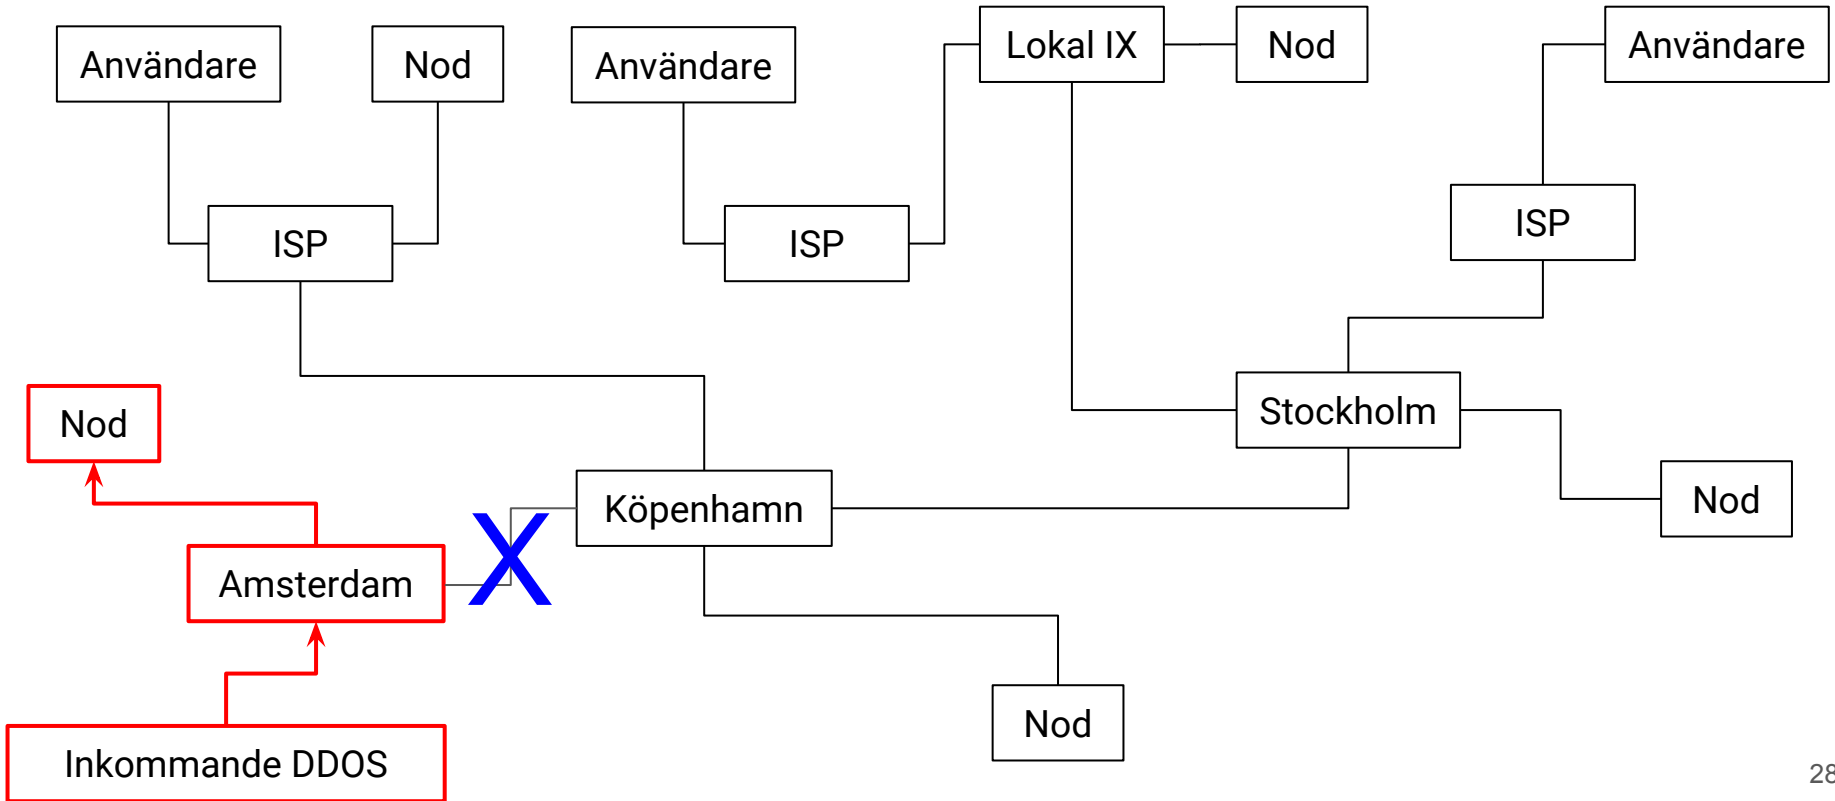 Användare
Nod
Användare
Lokal IX
Nod
Användare
ISP
ISP
ISP
Nod
Stockholm
Köpenhamn
Nod
X
Amsterdam
Nod
Inkommande DDOS
28